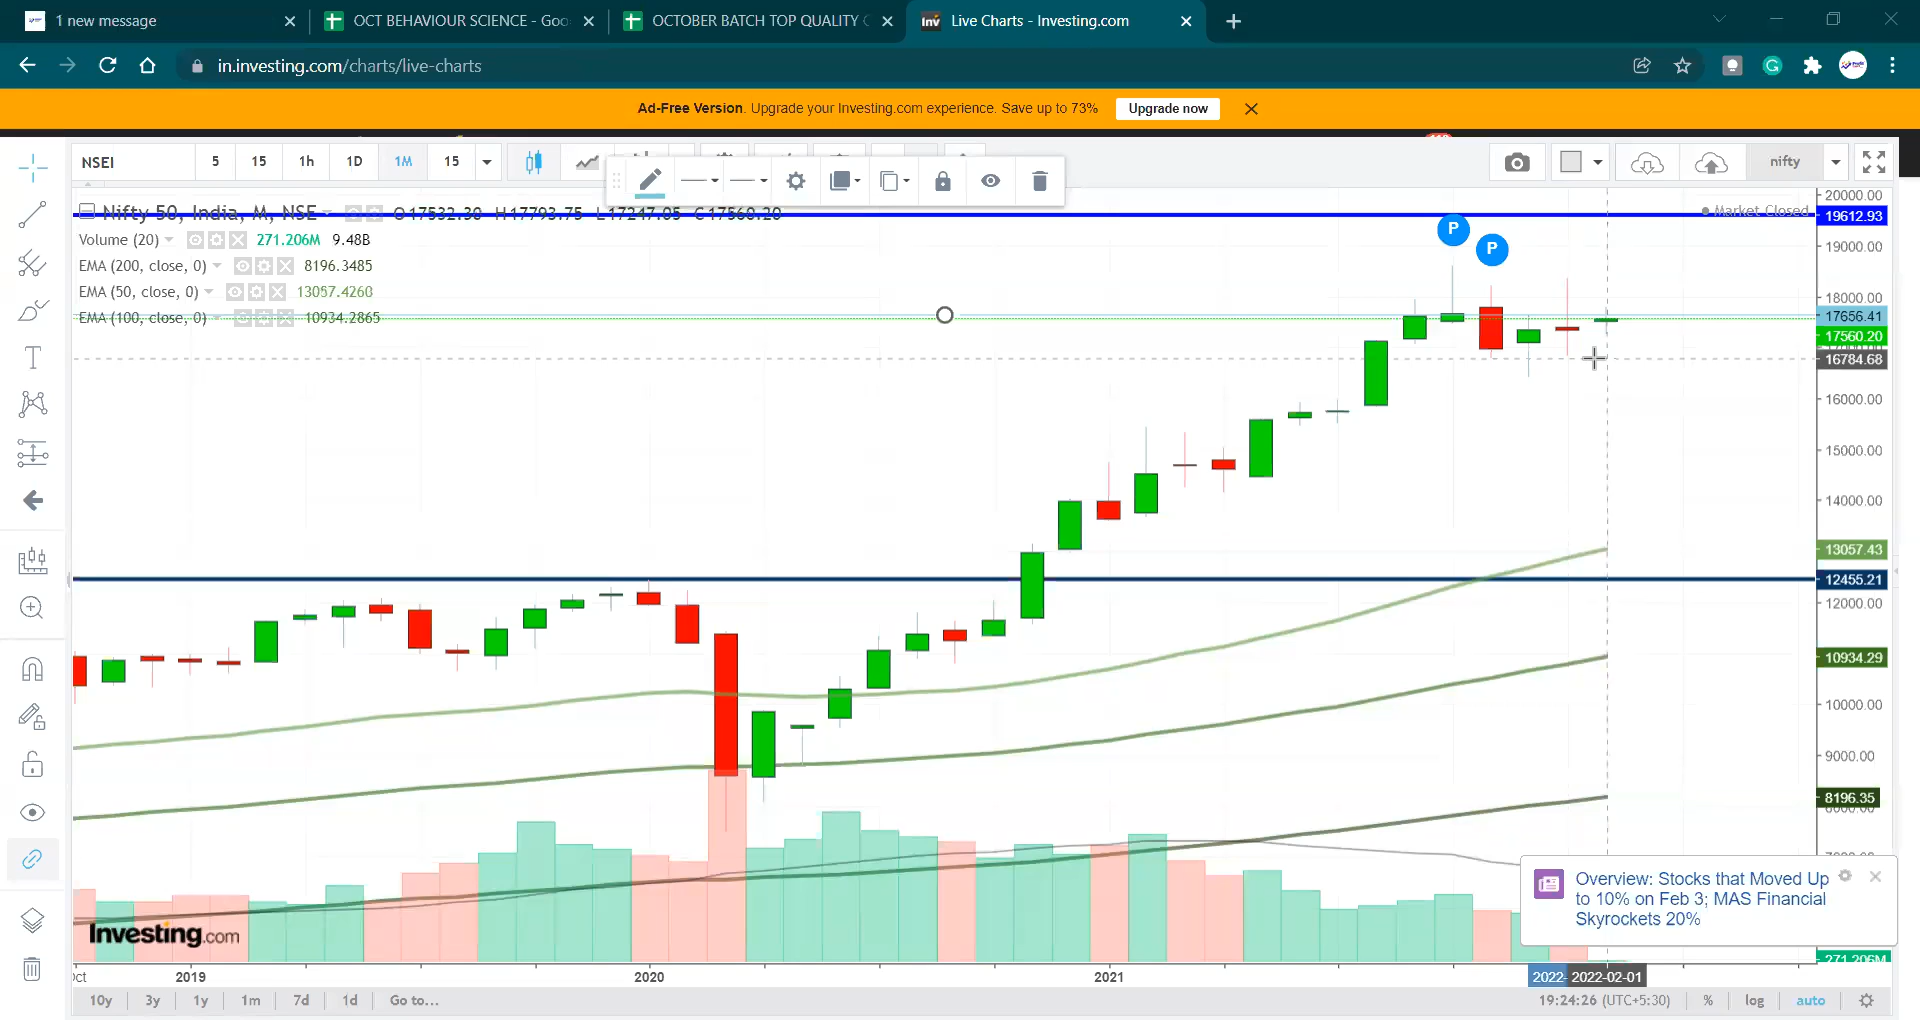 1 new message
OCT BEHAVIOUR SCIENCE - Goo
OCTOBER BATCH TOP QUALITY
Live Charts - Investing.com
in.investing.com/charts/live-charts
Ad-Free Version. Upgrade your Investing.com experience. Save up to 73%
Upgrade now
NSEI
5
15
1h
1D
1M
15
nifty
Nifty 50, India, M, NSE
O17532.30 H17793.75 L17247.05 C17560.20
Market Closed
Volume (20)
271.206M 9.48B
EMA (200, close, 0)
8196.3485
EMA (50, close, 0)
13057.4260
EMA (100, close, 0)
10934.2865
P
P
20000.00
19612.93
19000.00
18000.00
17656.41
17560.20
16784.68
16000.00
15000.00
14000.00
13057.43
12455.21
12000.00
10934.29
10000.00
9000.00
8196.35
271.206M
Overview: Stocks that Moved Up
to 10% on Feb 3; MAS Financial
Skyrockets 20%
Investing.com
2019
2020
2021
2022-
2022-02-01
10y
3y
1y
1m
7d
1d
Go to...
19:24:26 (UTC+5:30)
%
log
auto